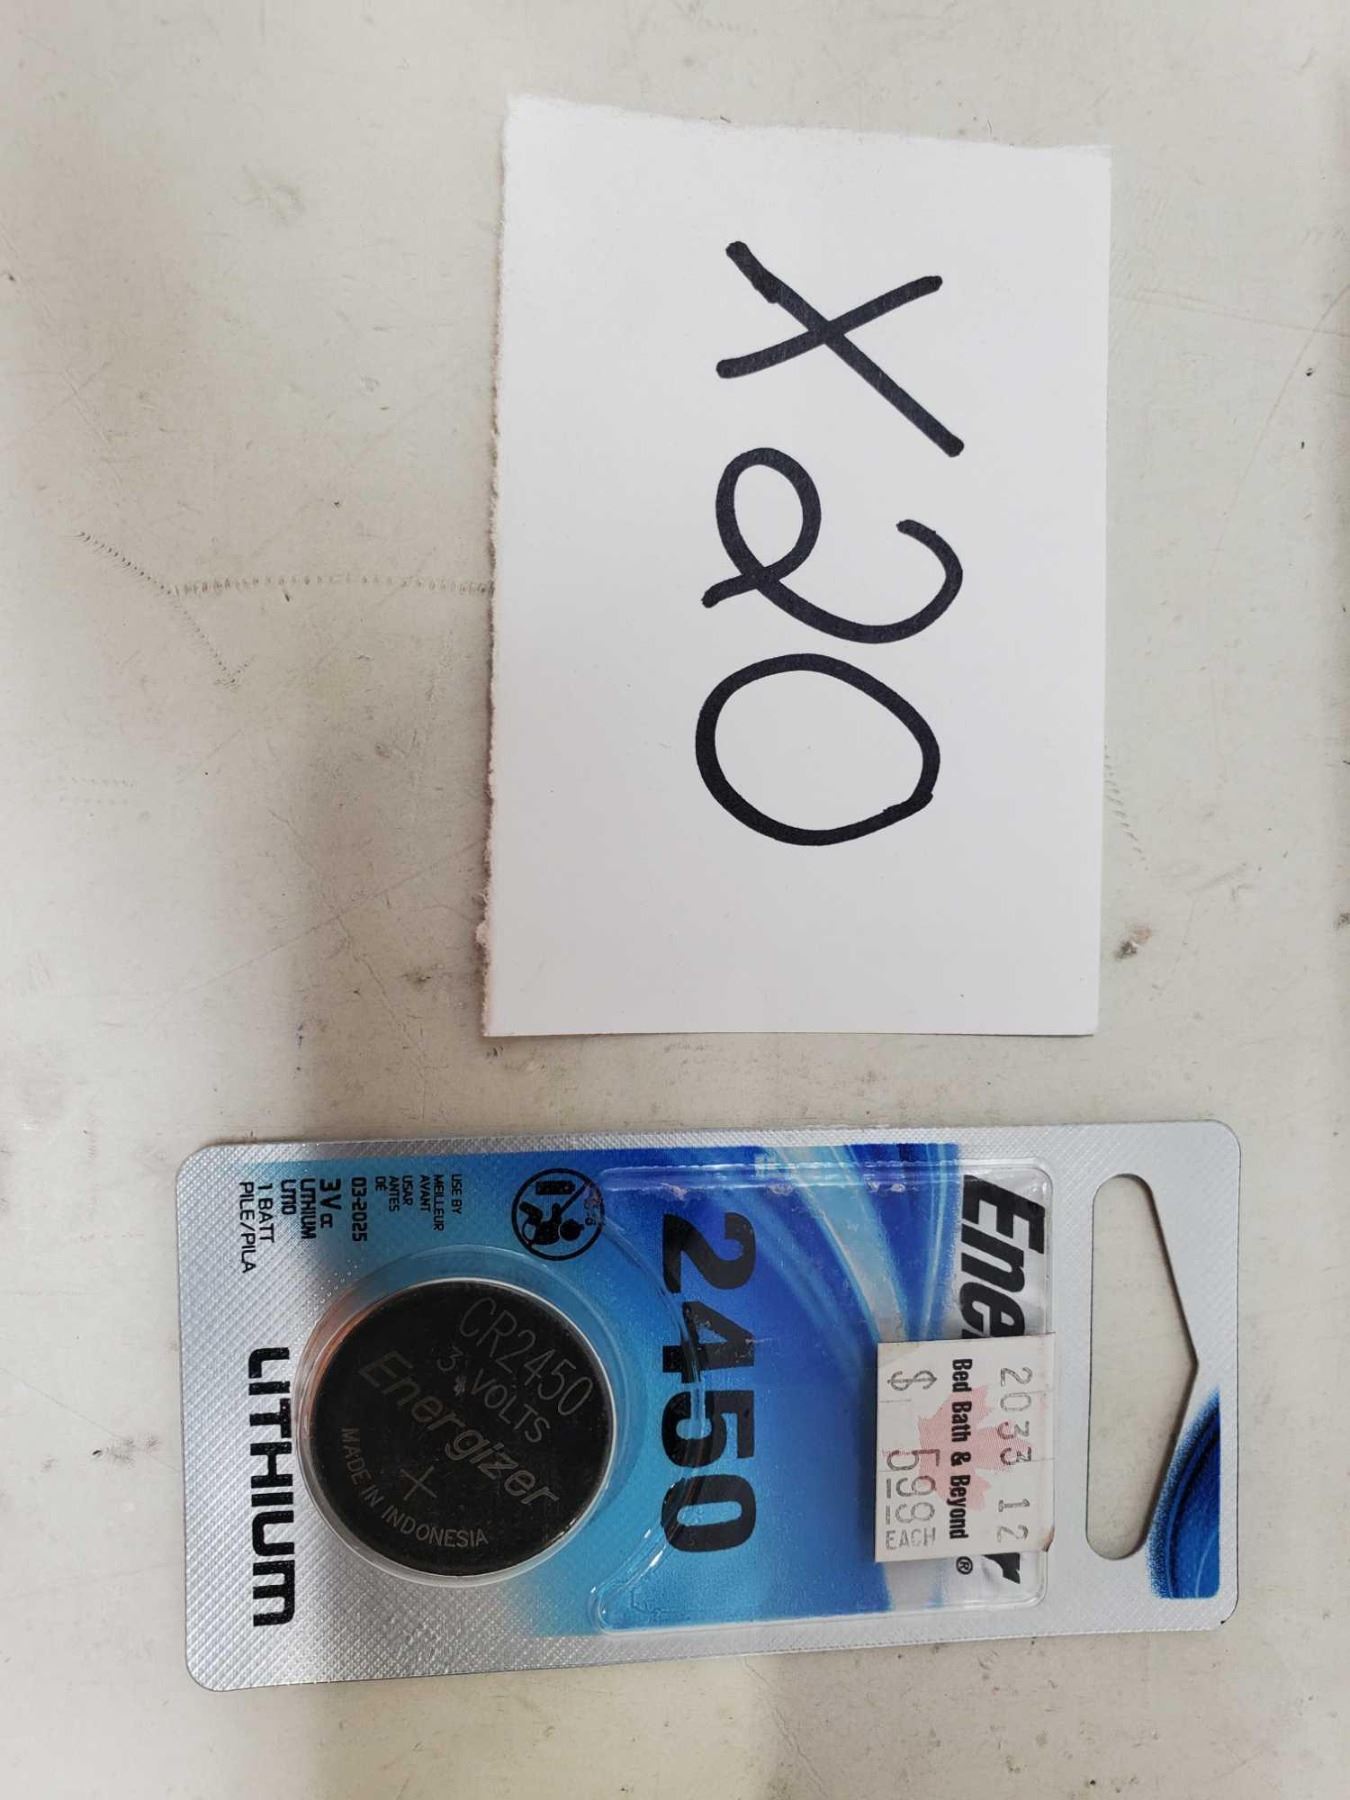 X20
Ene
2033 12
Bed Bath & Beyond®
$ 5.99
EACH
2450
USE BY
MEILLEUR
AVANT
USAR
ANTES
DE
03-2025
3V
LITHIUM
LM10
1 BATT
PILE/PILA
CR2450
3 VOLTS
Energizer
+
MADE IN INDONESIA
LITHIUM